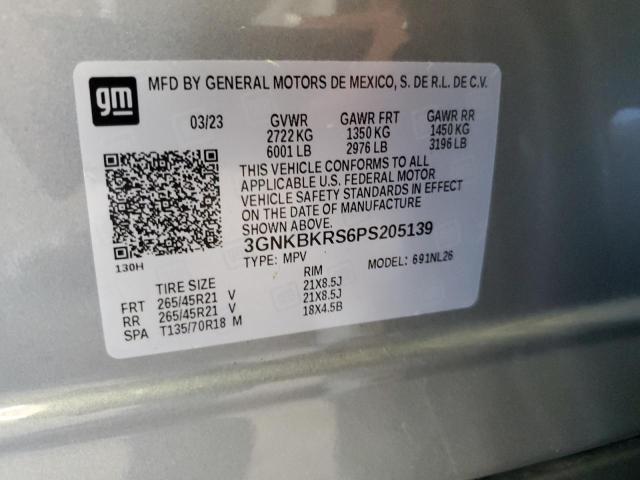 gm
MFD BY GENERAL MOTORS DE MEXICO, S. DE R.L. DE C.V.
03/23 GVWR GAWR FRT GAWR RR
2722 KG 1350 KG 1450 KG
6001 LB 2976 LB 3196 LB
THIS VEHICLE CONFORMS TO ALL
APPLICABLE U.S. FEDERAL MOTOR
VEHICLE SAFETY STANDARDS IN EFFECT
ON THE DATE OF MANUFACTURE
SHOWN ABOVE.
3GNKBKRS6PS205139
130H TYPE: MPV MODEL: 691NL26
TIRE SIZE RIM
FRT 265/45R21 V 21X8.5J
RR 265/45R21 V 21X8.5J
SPA T135/70R18 M 18X4.5B